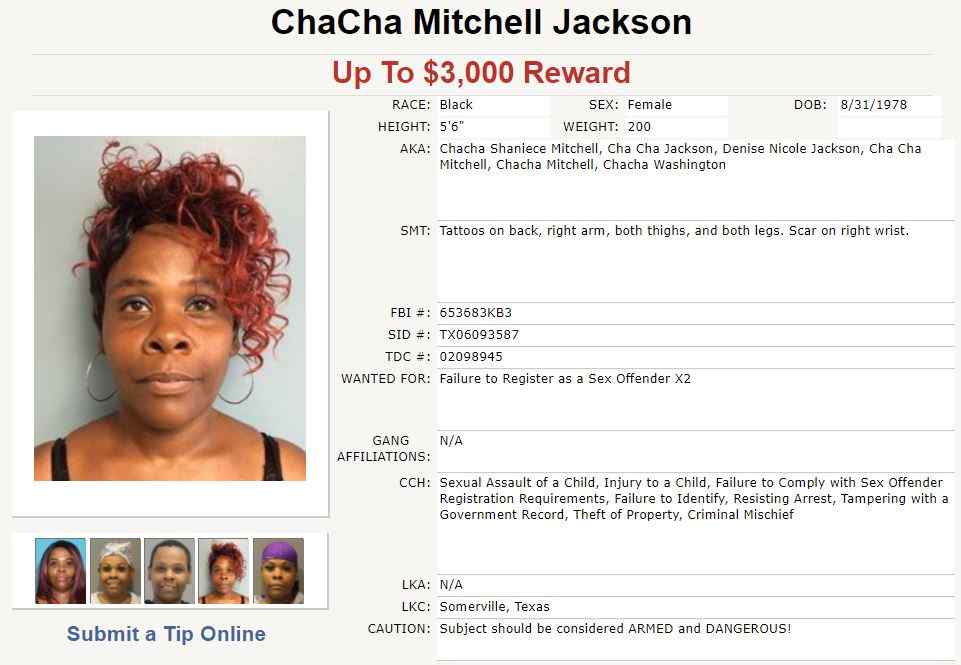 ChaCha Mitchell Jackson
Up To $3,000 Reward
RACE: Black SEX: Female DOB: 8/31/1978
HEIGHT: 5'6" WEIGHT: 200
AKA: Chacha Shaniece Mitchell, Cha Cha Jackson, Denise Nicole Jackson, Cha Cha
Mitchell, Chacha Mitchell, Chacha Washington
SMT: Tattoos on back, right arm, both thighs, and both legs. Scar on right wrist.
FBI #: 653683KB3
SID #: TX06093587
TDC #: 02098945
WANTED FOR: Failure to Register as a Sex Offender X2
GANG
AFFILIATIONS: N/A
CCH: Sexual Assault of a Child, Injury to a Child, Failure to Comply with Sex Offender
Registration Requirements, Failure to Identify, Resisting Arrest, Tampering with a
Government Record, Theft of Property, Criminal Mischief
LKA: N/A
LKC: Somerville, Texas
CAUTION: Subject should be considered ARMED and DANGEROUS!
Submit a Tip Online